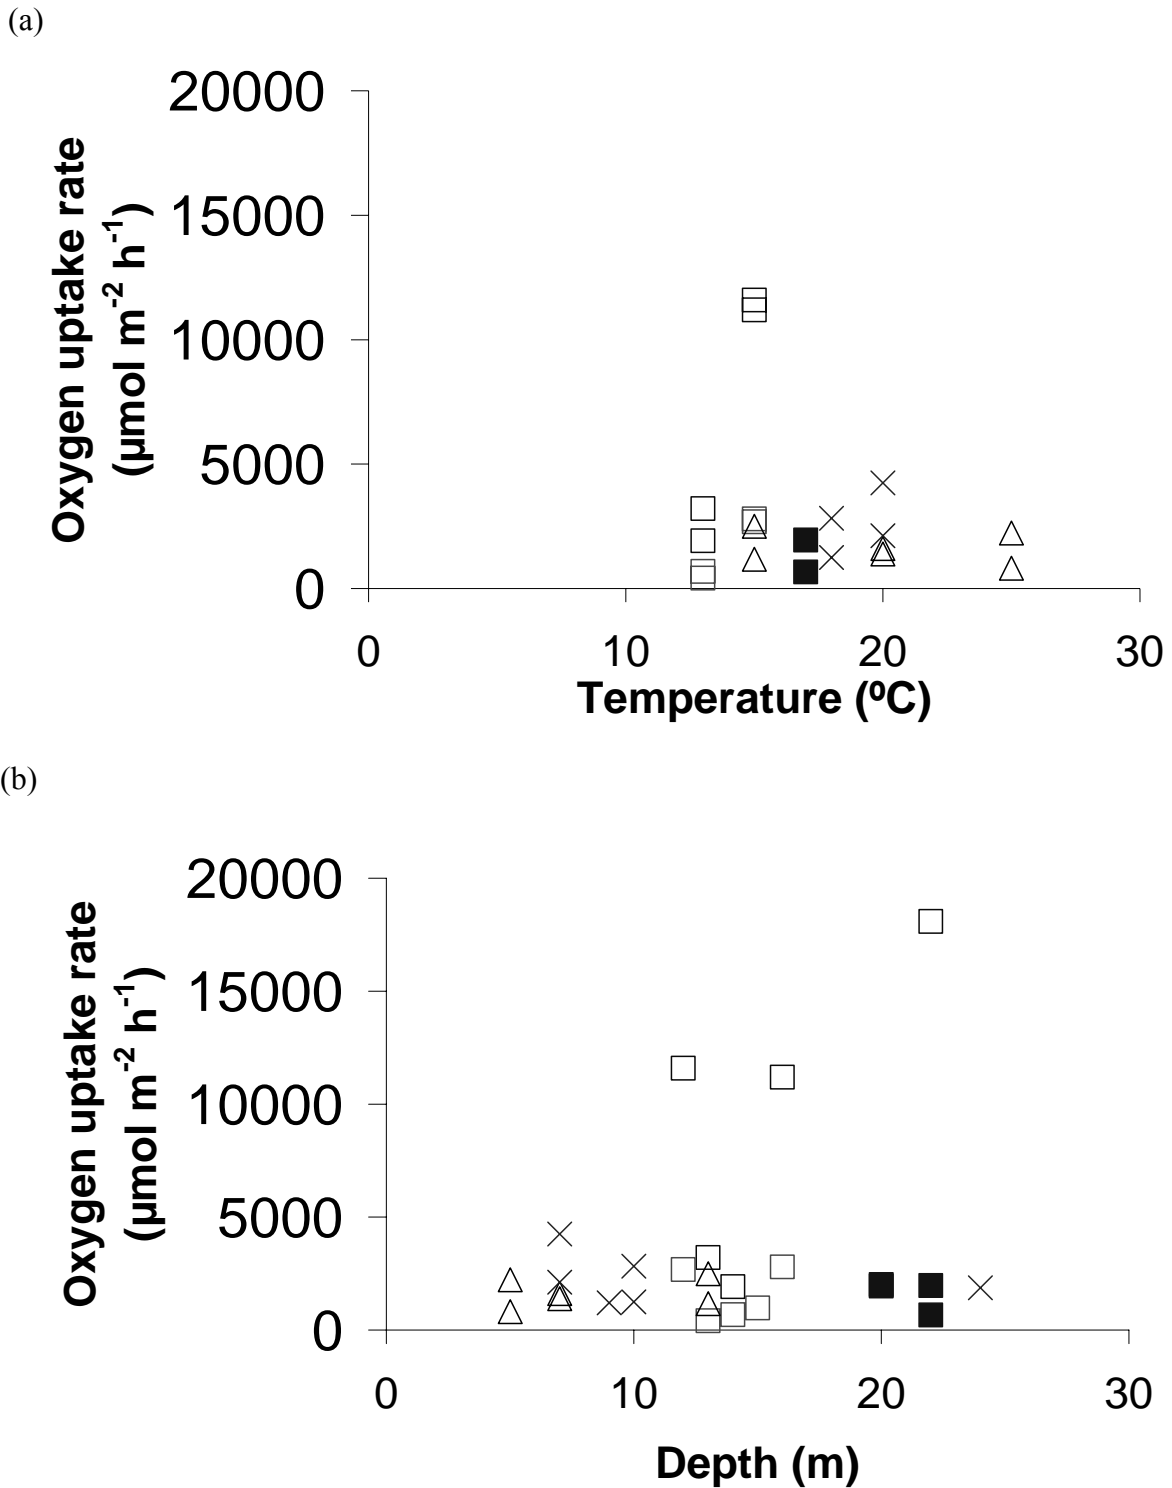 (a)
Oxygen uptake rate
(µmol m⁻² h⁻¹)
20000
15000
10000
5000
0
0 10 20 30
Temperature (ºC)
(b)
Oxygen uptake rate
(µmol m⁻² h⁻¹)
20000
15000
10000
5000
0
0 10 20 30
Depth (m)